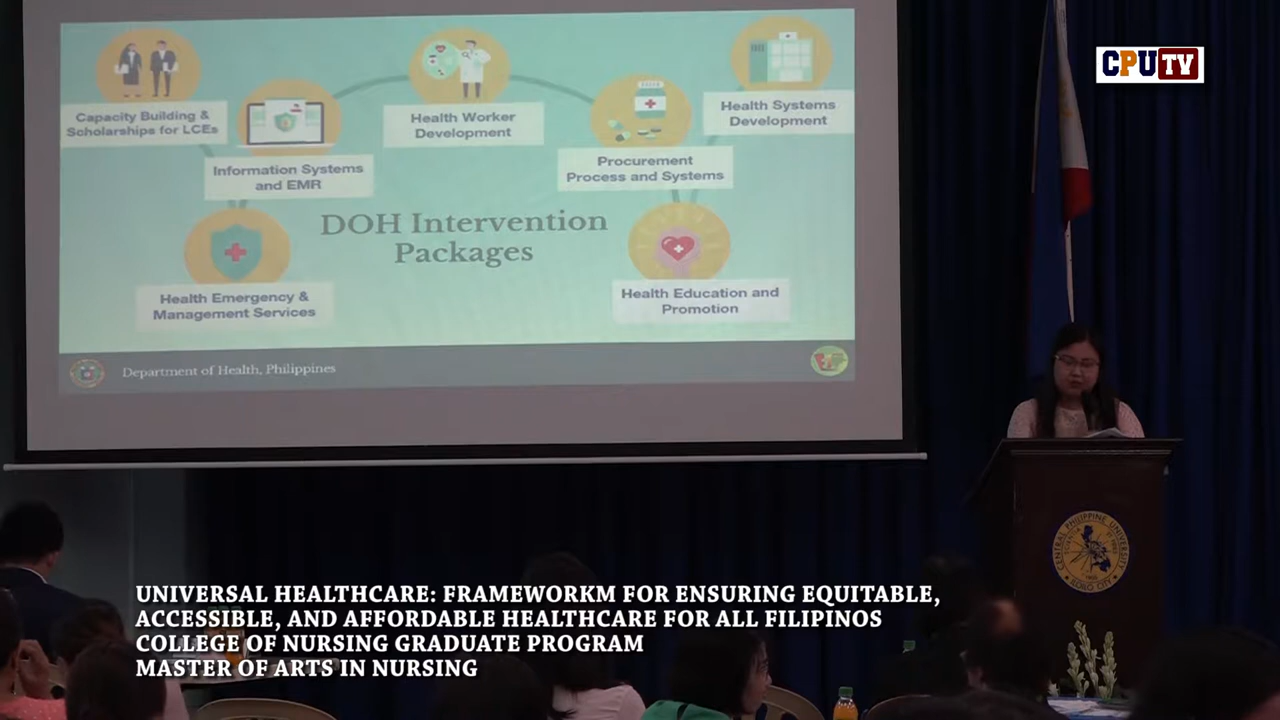 CPUTV
Capacity Building &
Scholarships for LCEs
Information Systems
and EMR
Health Worker
Development
Procurement
Process and Systems
Health Systems
Development
DOH Intervention
Packages
Health Emergency &
Management Services
Health Education and
Promotion
Department of Health, Philippines
CENTRAL PHILIPPINE UNIVERSITY
ILOILO CITY
UNIVERSAL HEALTHCARE: FRAMEWORKM FOR ENSURING EQUITABLE,
ACCESSIBLE, AND AFFORDABLE HEALTHCARE FOR ALL FILIPINOS
COLLEGE OF NURSING GRADUATE PROGRAM
MASTER OF ARTS IN NURSING